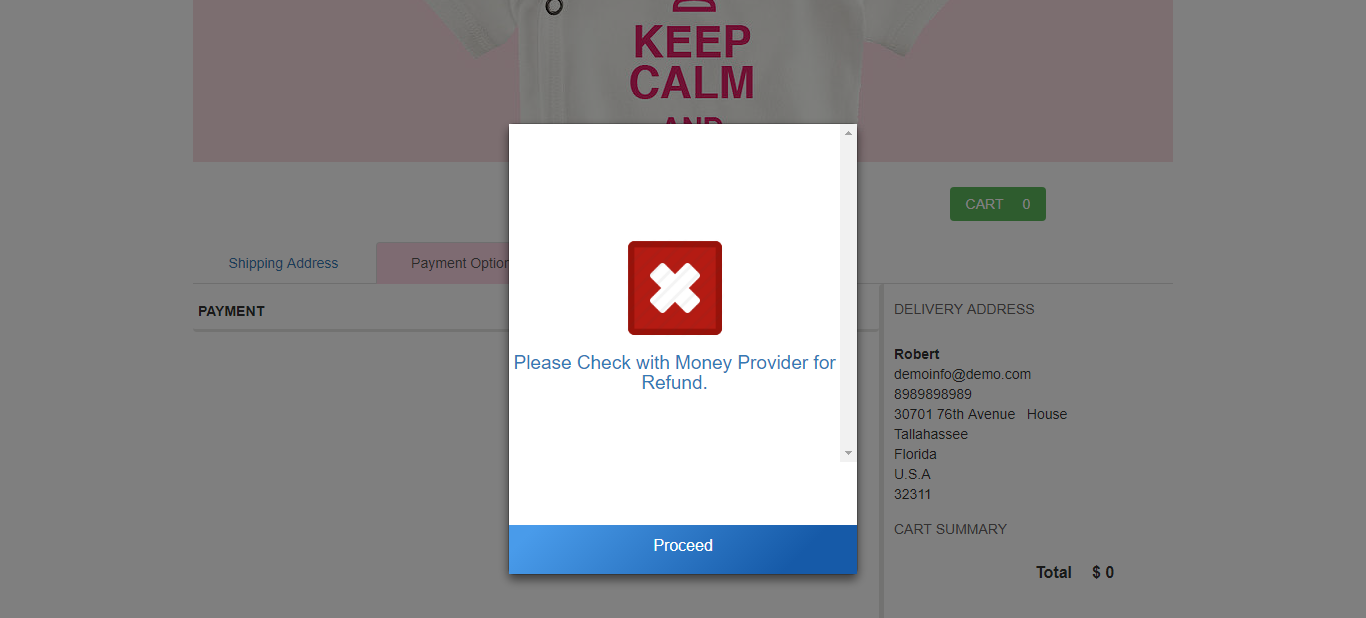 KEEP
CALM
AND
CART 0
Shipping Address
Payment Option
PAYMENT
Please Check with Money Provider for
Refund.
Proceed
DELIVERY ADDRESS
Robert
demoinfo@demo.com
8989898989
30701 76th Avenue House
Tallahassee
Florida
U.S.A
32311
CART SUMMARY
Total $ 0